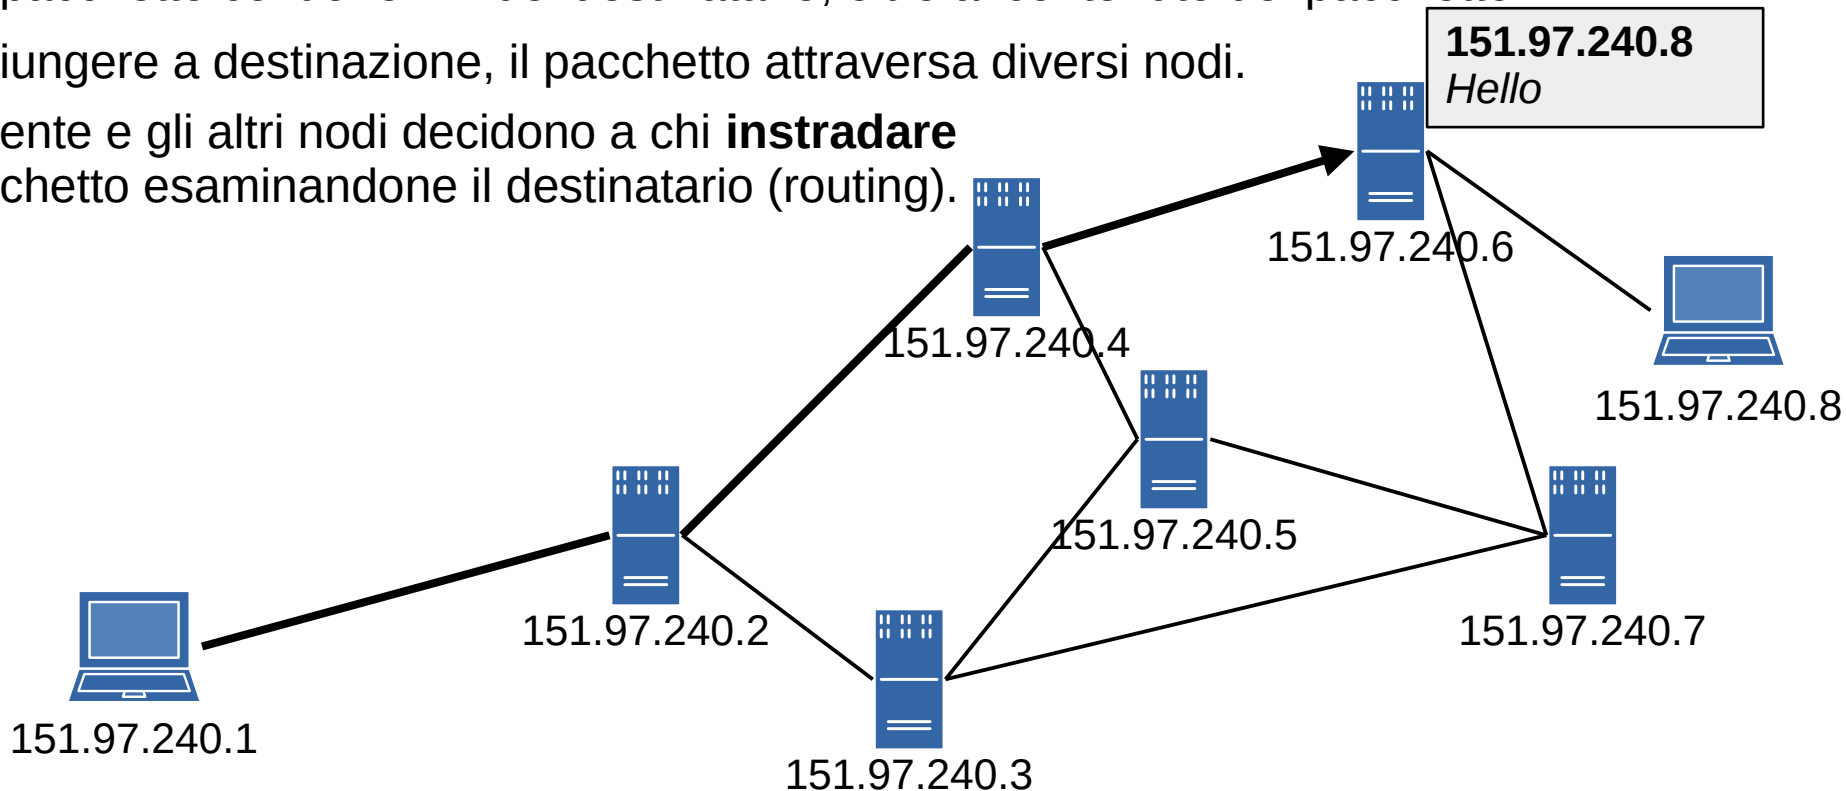 iungere a destinazione, il pacchetto attraversa diversi nodi.
ente e gli altri nodi decidono a chi instradare
chetto esaminandone il destinatario (routing).
151.97.240.8
Hello
151.97.240.6
151.97.240.4
151.97.240.8
151.97.240.5
151.97.240.2
151.97.240.7
151.97.240.1
151.97.240.3